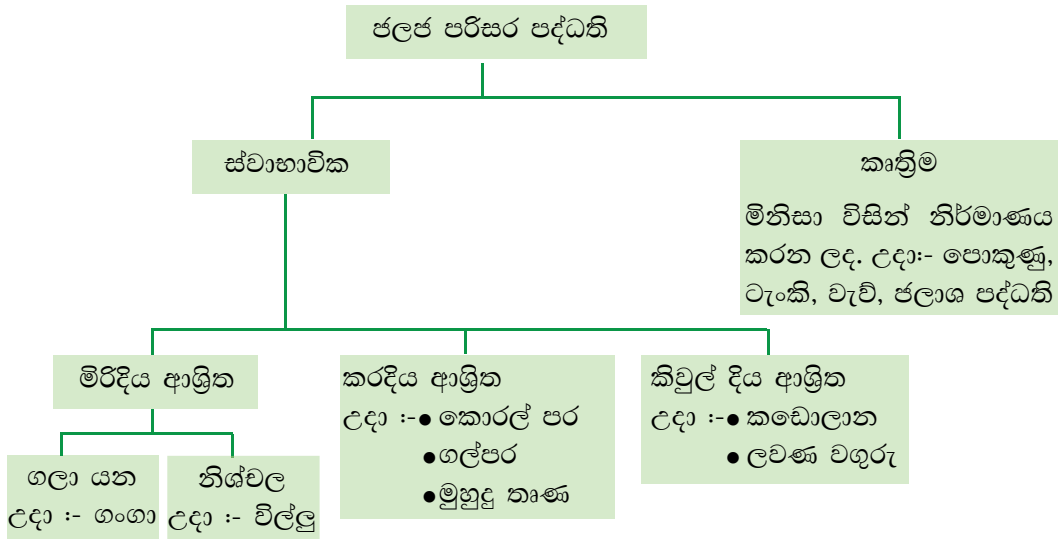 ජලජ පරිසර පද්ධති
ස්වාභාවික
කෘත්‍රිම
මිනිසා විසින් නිර්මාණය
කරන ලද. උදා:- පොකුණු,
ටැංකි, වැව්, ජලාශ පද්ධති
මිරිදිය ආශ්‍රිත
ගලා යන
උදා :- ගංගා
නිශ්චල
උදා :- විල්ලු
කරදිය ආශ්‍රිත
උදා :-● කොරල් පර
●ගල්පර
●මුහුදු තෘණ
කිවුල් දිය ආශ්‍රිත
උදා :-● කඩොලාන
● ලවණ වගුරු